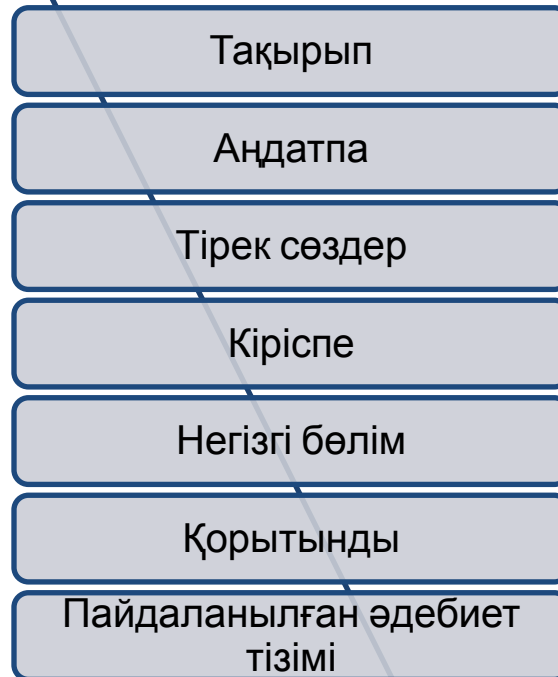 Тақырып
Аңдатпа
Тірек сөздер
Кіріспе
Негізгі бөлім
Қорытынды
Пайдаланылған әдебиет
тізімі